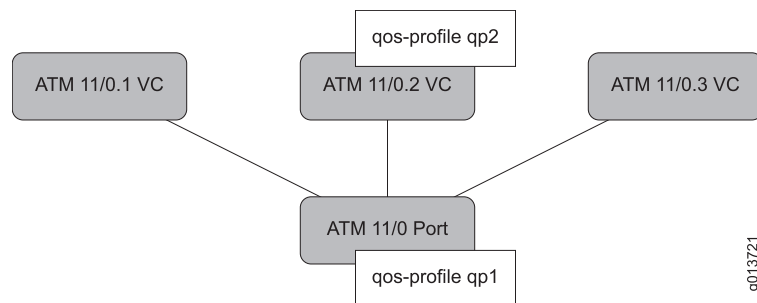 qos-profile qp2
ATM 11/0.1 VC
ATM 11/0.2 VC
ATM 11/0.3 VC
ATM 11/0 Port
qos-profile qp1
g013721